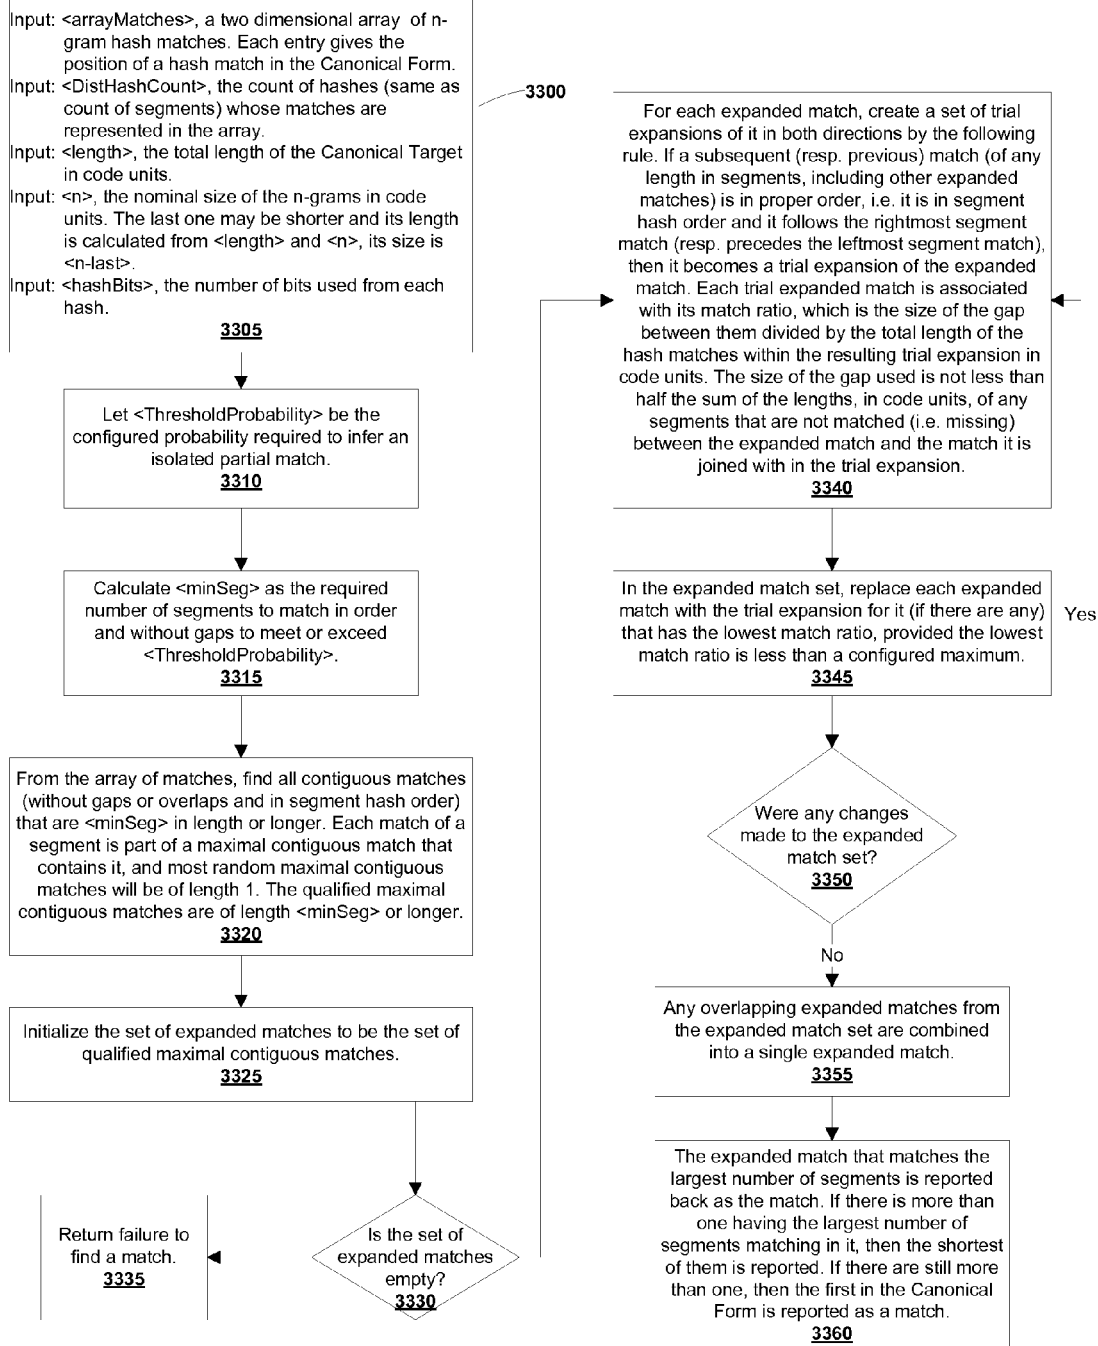 Input: <arrayMatches>, a two dimensional array of n-
gram hash matches. Each entry gives the
position of a hash match in the Canonical Form.
Input: <DistHashCount>, the count of hashes (same as
count of segments) whose matches are
represented in the array.
Input: <length>, the total length of the Canonical Target
in code units.
Input: <n>, the nominal size of the n-grams in code
units. The last one may be shorter and its length
is calculated from <length> and <n>, its size is
<n-last>.
Input: <hashBits>, the number of bits used from each
hash.
3305
3300
Let <ThresholdProbability> be the
configured probability required to infer an
isolated partial match.
3310
Calculate <minSeg> as the required
number of segments to match in order
and without gaps to meet or exceed
<ThresholdProbability>.
3315
From the array of matches, find all contiguous matches
(without gaps or overlaps and in segment hash order)
that are <minSeg> in length or longer. Each match of a
segment is part of a maximal contiguous match that
contains it, and most random maximal contiguous
matches will be of length 1. The qualified maximal
contiguous matches are of length <minSeg> or longer.
3320
Initialize the set of expanded matches to be the set of
qualified maximal contiguous matches.
3325
Is the set of
expanded matches
empty?
3330
Return failure to
find a match.
3335
For each expanded match, create a set of trial
expansions of it in both directions by the following
rule. If a subsequent (resp. previous) match (of any
length in segments, including other expanded
matches) is in proper order, i.e. it is in segment
hash order and it follows the rightmost segment
match (resp. precedes the leftmost segment match),
then it becomes a trial expansion of the expanded
match. Each trial expanded match is associated
with its match ratio, which is the size of the gap
between them divided by the total length of the
hash matches within the resulting trial expansion in
code units. The size of the gap used is not less than
half the sum of the lengths, in code units, of any
segments that are not matched (i.e. missing)
between the expanded match and the match it is
joined with in the trial expansion.
3340
In the expanded match set, replace each expanded
match with the trial expansion for it (if there are any)
that has the lowest match ratio, provided the lowest
match ratio is less than a configured maximum.
3345
Yes
Were any changes
made to the expanded
match set?
3350
No
Any overlapping expanded matches from
the expanded match set are combined
into a single expanded match.
3355
The expanded match that matches the
largest number of segments is reported
back as the match. If there is more than
one having the largest number of
segments matching in it, then the shortest
of them is reported. If there are still more
than one, then the first in the Canonical
Form is reported as a match.
3360